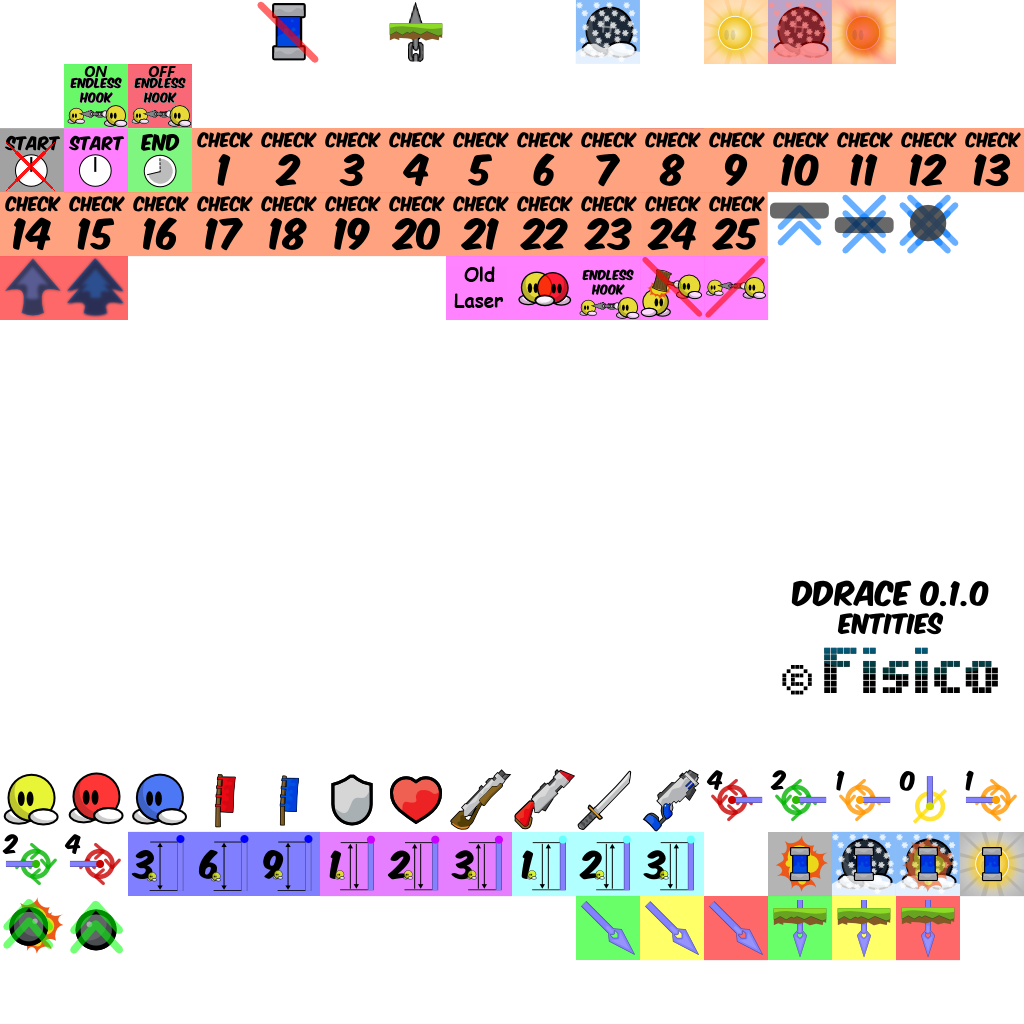 ON ENDLESS HOOK
OFF ENDLESS HOOK
START START END CHECK 1 CHECK 2 CHECK 3 CHECK 4 CHECK 5 CHECK 6 CHECK 7 CHECK 8 CHECK 9 CHECK 10 CHECK 11 CHECK 12 CHECK 13
CHECK 14 CHECK 15 CHECK 16 CHECK 17 CHECK 18 CHECK 19 CHECK 20 CHECK 21 CHECK 22 CHECK 23 CHECK 24 CHECK 25
Old Laser
ENDLESS HOOK
DDRACE 0.1.0
ENTITIES
© Fisico
4 2 1 0 1
2 4 3 6 9 1 2 3 1 2 3